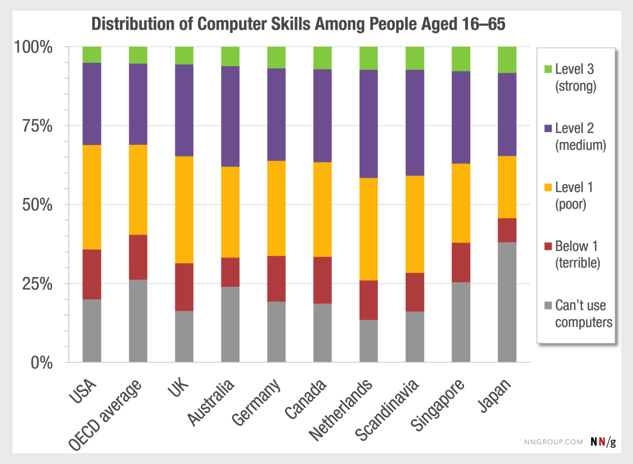 Distribution of Computer Skills Among People Aged 16–65
100%
75%
50%
25%
0%
USA
OECD average
UK
Australia
Germany
Canada
Netherlands
Scandinavia
Singapore
Japan
Level 3
(strong)
Level 2
(medium)
Level 1
(poor)
Below 1
(terrible)
Can't use
computers
NNGROUP.COM NN/g